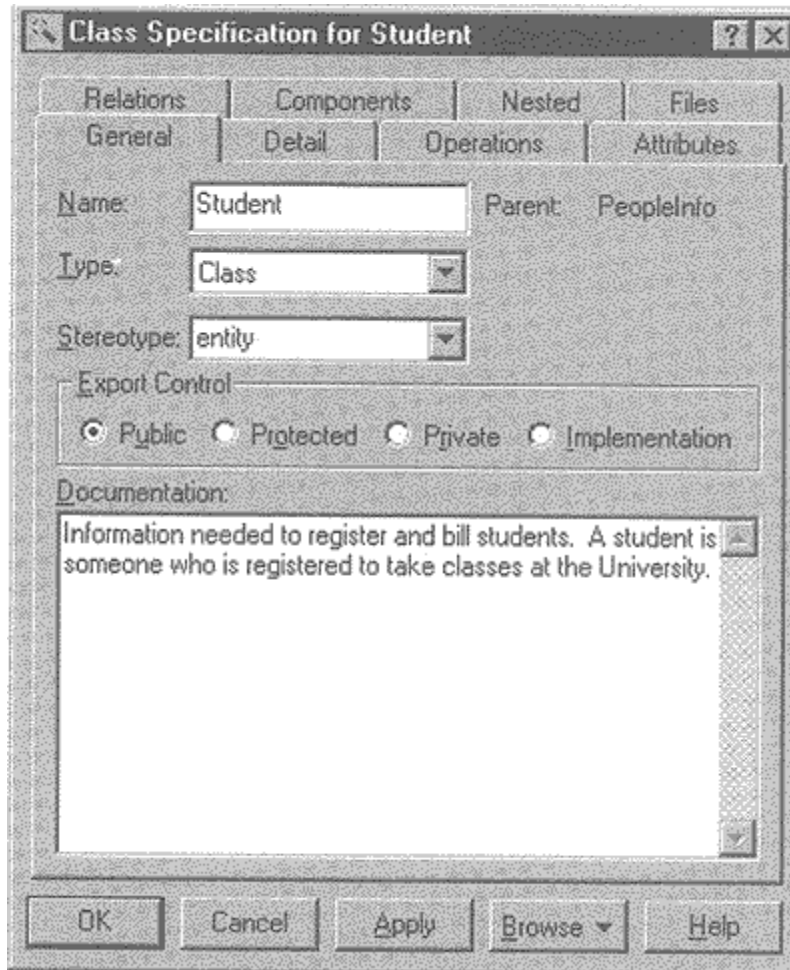 Class Specification for Student
Relations Components Nested Files
General Detail Operations Attributes
Name: Student Parent: PeopleInfo
Type: Class
Stereotype: entity
Export Control
Public Protected Private Implementation
Documentation:
Information needed to register and bill students. A student is
someone who is registered to take classes at the University.
OK Cancel Apply Browse Help